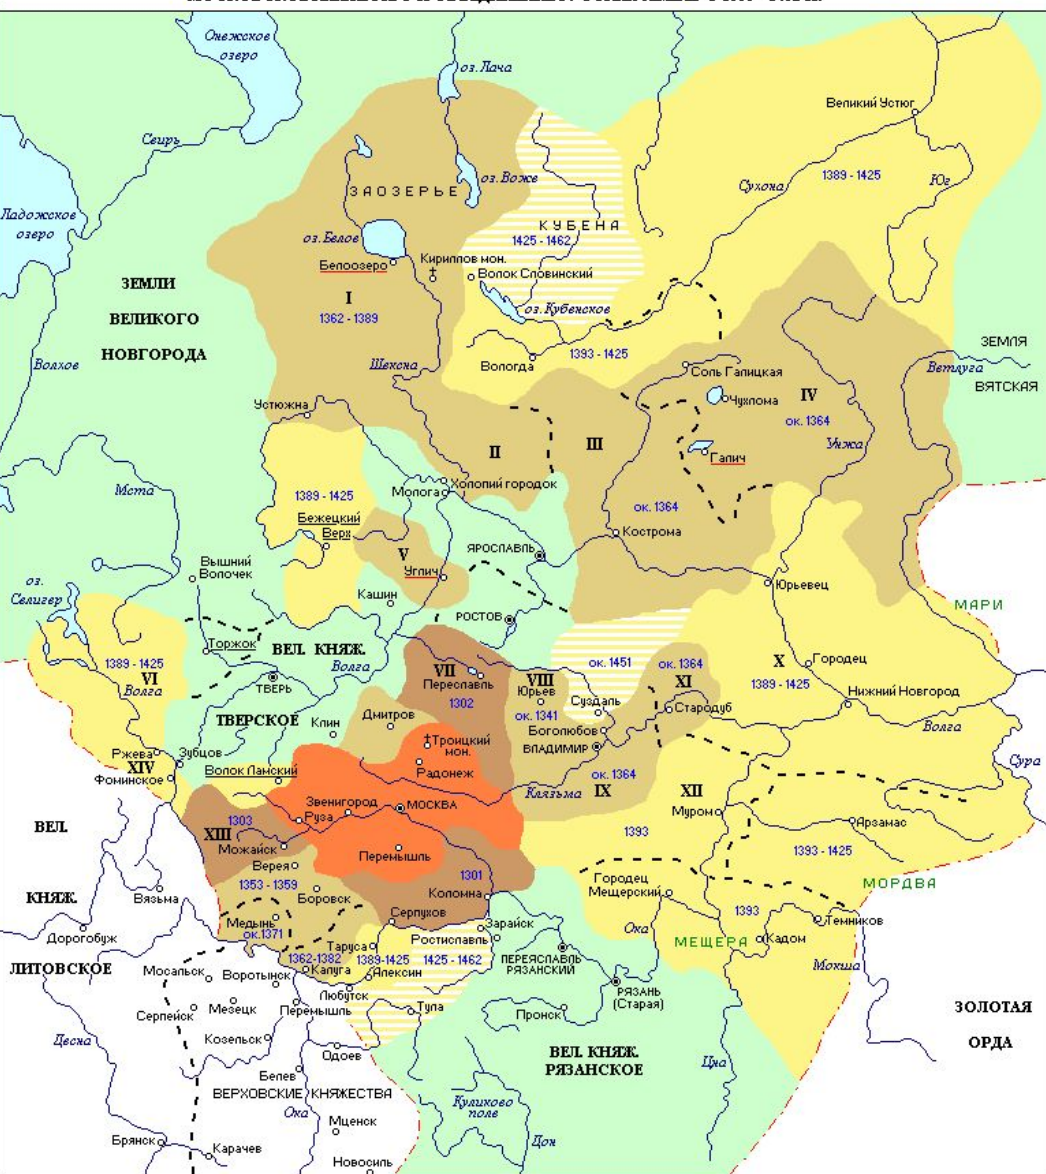 Онежское
озеро
оз. Лача
Великий Устюг
Свирь
оз. Воже
1389 - 1425
Юг
Сухона
ЗАОЗЕРЬЕ
Ладожское
озеро
КУБЕНА
1425 - 1462
оз. Белое
Белоозеро
Кириллов мон.
Волок Словинский
ЗЕМЛИ
ВЕЛИКОГО
НОВГОРОДА
I
1362 - 1389
оз. Кубенское
Волхов
Шексна
Вологда
1393 - 1425
ЗЕМЛЯ
ВЯТСКАЯ
Ветлуга
Соль Галицкая
Чухлома
IV
ок. 1364
Устюжна
II
III
Унжа
Галич
Молога
Холопий городок
Мста
1389 - 1425
Бежецкий
Верх
ок. 1364
Кострома
V
Углич
ЯРОСЛАВЛЬ
Вышний
Волочек
оз.
Селигер
Кашин
Юрьевец
МАРИ
РОСТОВ
Торжок
ВЕЛ. КНЯЖ.
Волга
1389 - 1425
VI
Волга
ТВЕРЬ
ТВЕРСКОЕ
VII
Переславль
1302
VIII
Юрьев
ок. 1341
ок. 1451
ок. 1364
XI
X
1389 - 1425
Городец
Суздаль
Стародуб
Нижний Новгород
Волга
Боголюбов
ВЛАДИМИР
Клин
Дмитров
Троицкий
мон.
Радонеж
Ржева
Зубцов
XIV
Фоминское
Волок Ламский
ок. 1364
Клязьма
IX
XII
Сура
Звенигород
Руза
МОСКВА
Муром
Арзамас
ВЕЛ.
1303
XIII
Можайск
1393
1393 - 1425
Перемышль
Верея
1301
1353 - 1359
Боровск
Коломна
Городец
Мещерский
МОРДВА
КНЯЖ.
Вязьма
Медынь
ок.1371
Серпухов
1393
Темников
Дорогобуж
Зарайск
Ростиславль
Ока
МЕЩЕРА
Кадом
ЛИТОВСКОЕ
Таруса
1362-1382
1389-1425
1425 - 1462
ПЕРЕЯСЛАВЛЬ
РЯЗАНСКИЙ
Мокша
Мосальск
Воротынск
Калуга
Алексин
РЯЗАНЬ
(Старая)
Любутск
Серпейск
Мезецк
Перемышль
Тула
Пронск
ЗОЛОТАЯ
ОРДА
Десна
Козельск
Одоев
ВЕЛ. КНЯЖ.
РЯЗАНСКОЕ
Цна
Белев
ВЕРХОВСКИЕ КНЯЖЕСТВА
Ока
Куликово
поле
Мценск
Брянск
Карачев
Дон
Новосиль